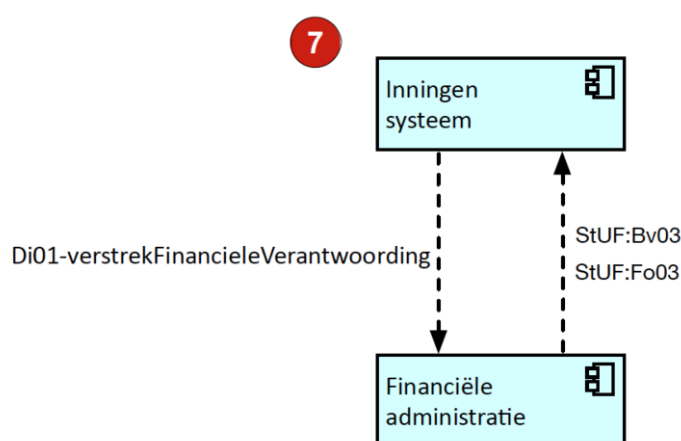 7
Inningen
systeem
Di01-verstrekFinancieleVerantwoording
StUF:Bv03
StUF:Fo03
Financiële
administratie